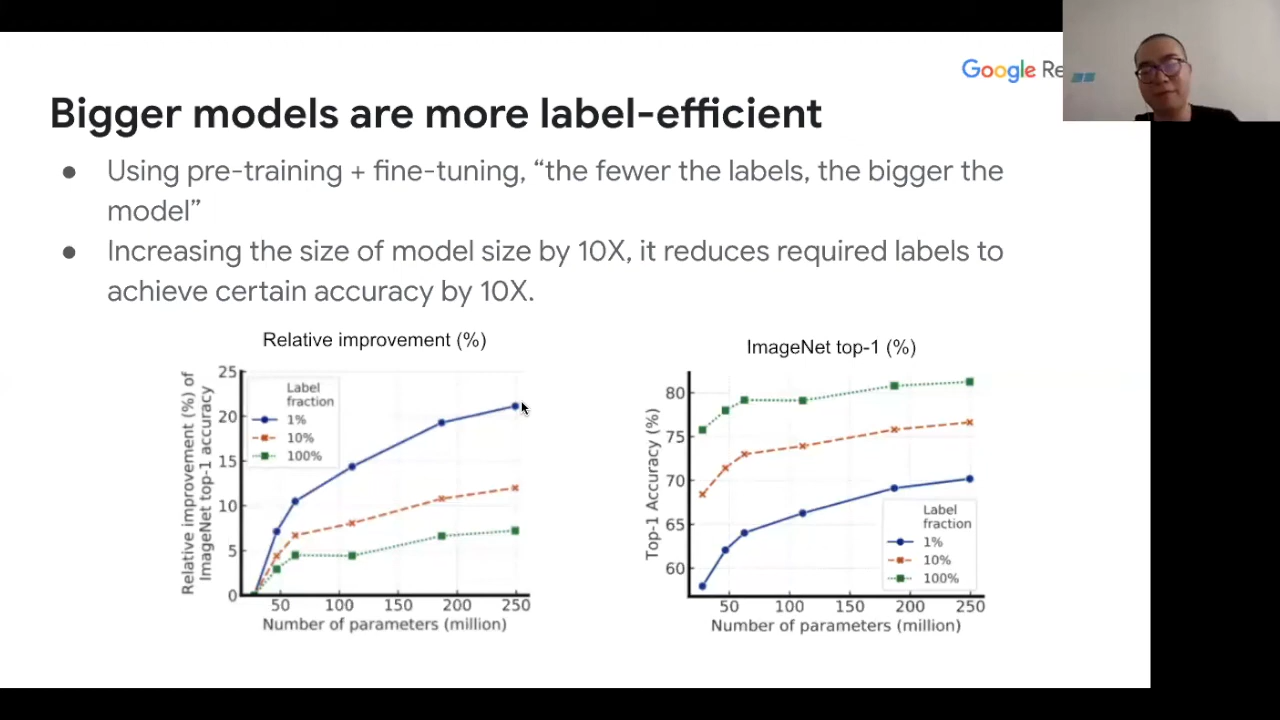 Google Re
Bigger models are more label-efficient
● Using pre-training + fine-tuning, “the fewer the labels, the bigger the
model”
● Increasing the size of model size by 10X, it reduces required labels to
achieve certain accuracy by 10X.
Relative improvement (%)
Relative improvement (%) of
ImageNet top-1 accuracy
25
20
15
10
5
0
Label
fraction
1%
10%
100%
50 100 150 200 250
Number of parameters (million)
ImageNet top-1 (%)
Top-1 Accuracy (%)
80
75
70
65
60
Label
fraction
1%
10%
100%
50 100 150 200 250
Number of parameters (million)